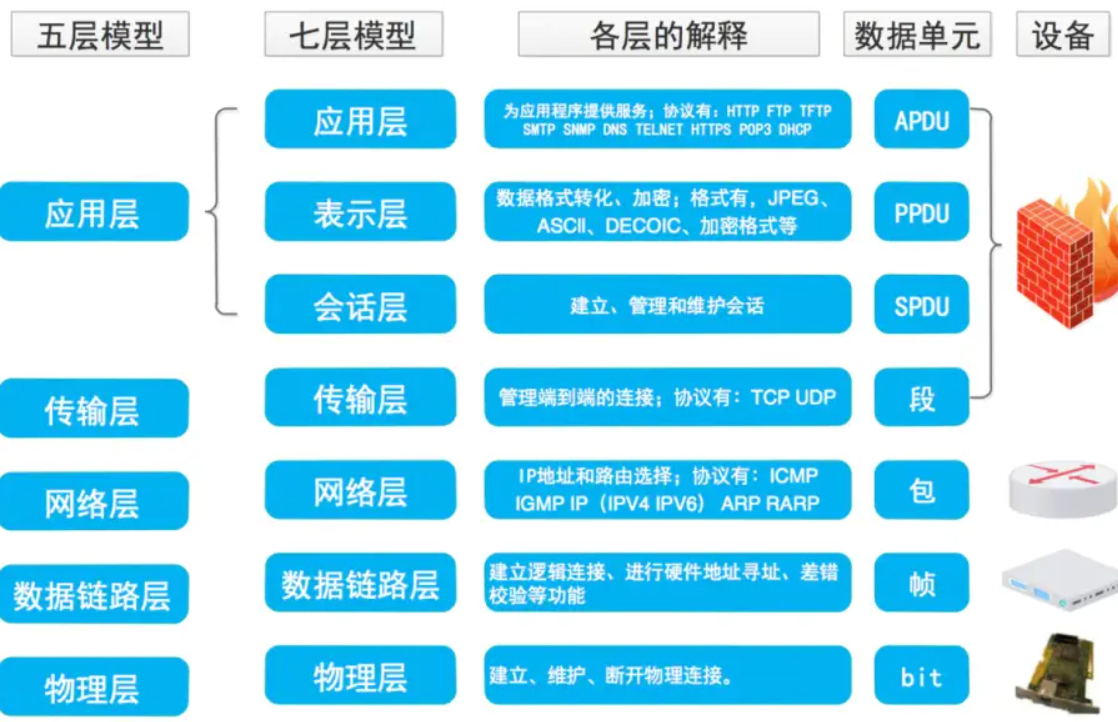 五层模型
七层模型
各层的解释
数据单元
设备
应用层
为应用程序提供服务；协议有：HTTP FTP TFTP
SMTP SNMP DNS TELNET HTTPS POP3 DHCP
APDU
应用层
表示层
数据格式转化、加密；格式有，JPEG、
ASCII、DECOIC、加密格式等
PPDU
会话层
建立、管理和维护会话
SPDU
传输层
传输层
管理端到端的连接；协议有：TCP UDP
段
网络层
网络层
IP地址和路由选择；协议有：ICMP
IGMP IP（IPV4 IPV6） ARP RARP
包
数据链路层
数据链路层
建立逻辑连接、进行硬件地址寻址、差错
校验等功能
帧
物理层
物理层
建立、维护、断开物理连接。
bit